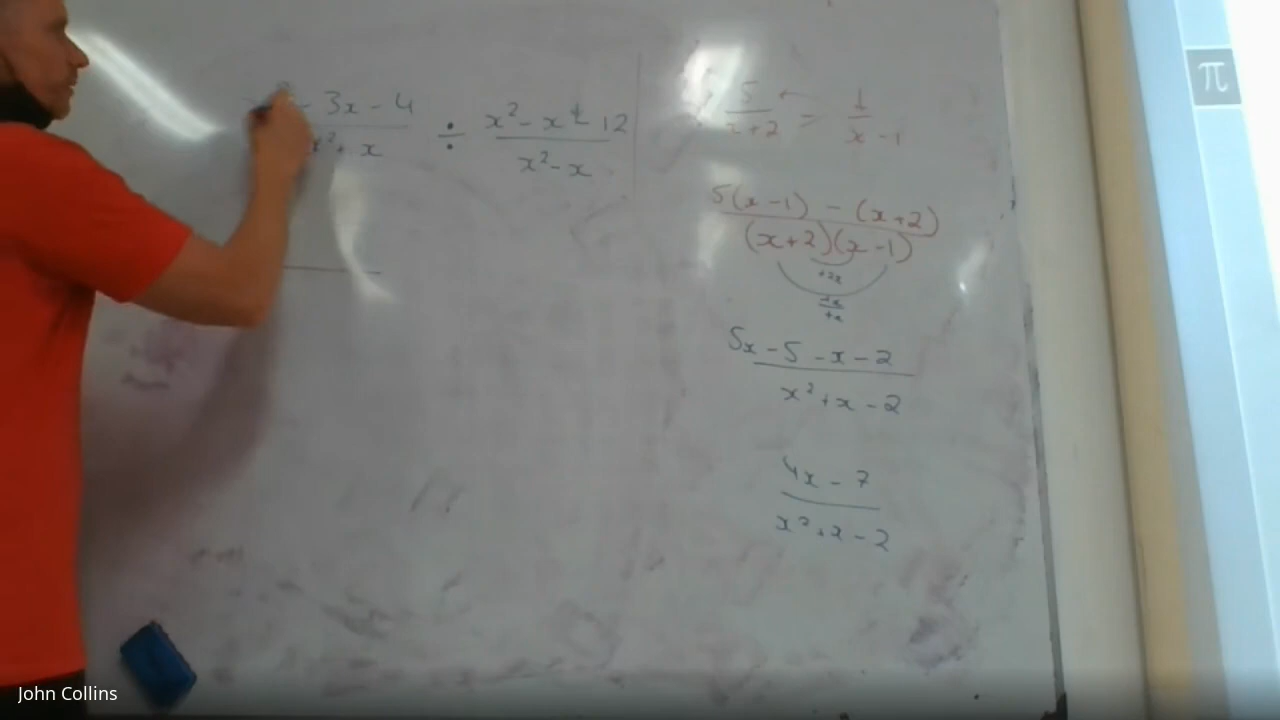 - 3x - 4 ÷ x² - x - 12
x² + x x² - x
5 = 1
x + 2 x - 1
5(x - 1) - (x + 2)
(x + 2)(x - 1)
5x - 5 - x - 2
x² + x - 2
4x - 7
x² + x - 2
π
John Collins